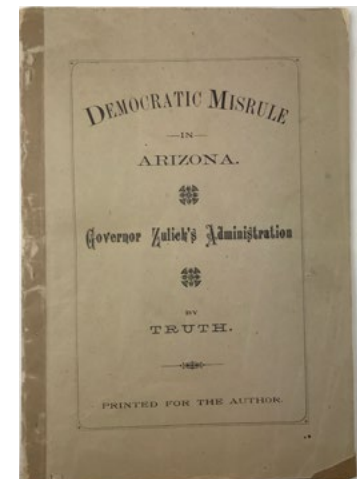 DEMOCRATIC MISRULE
—IN—
ARIZONA.
Governor Zulick's Administration
BY
TRUTH.
PRINTED FOR THE AUTHOR.